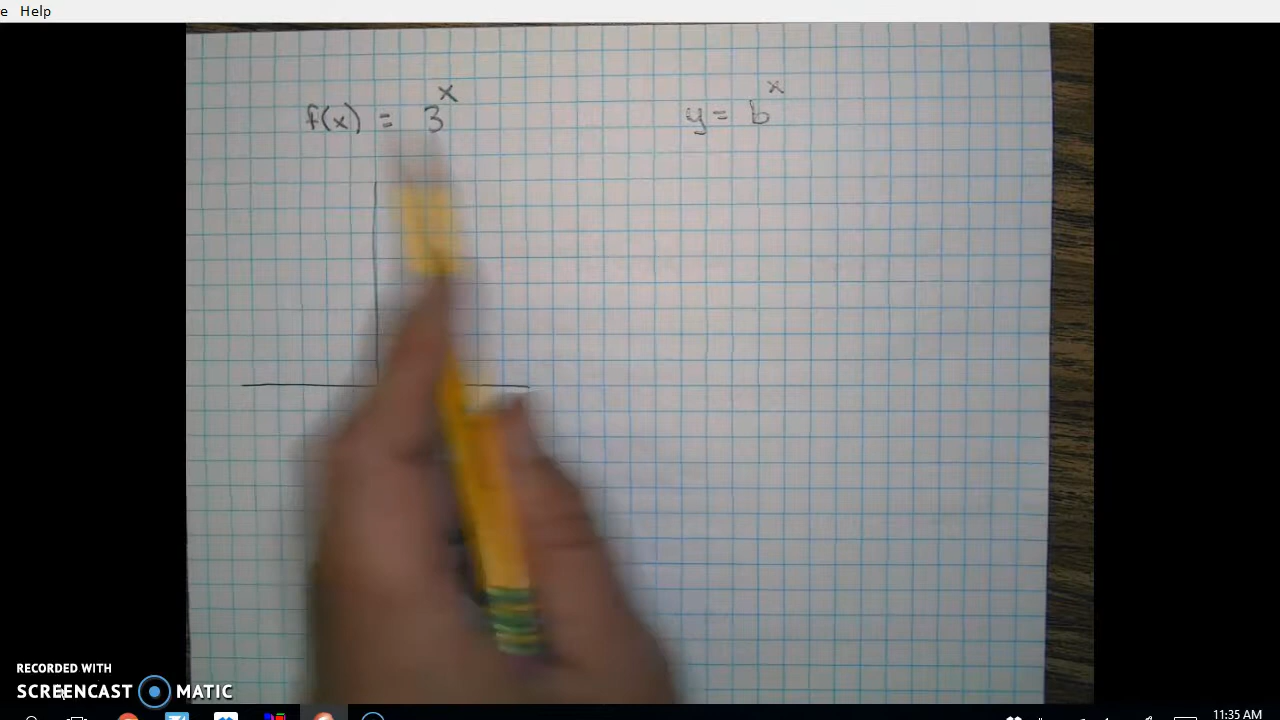 e Help
f(x) = 3^x
y = b^x
RECORDED WITH
SCREENCAST MATIC
11:35 AM